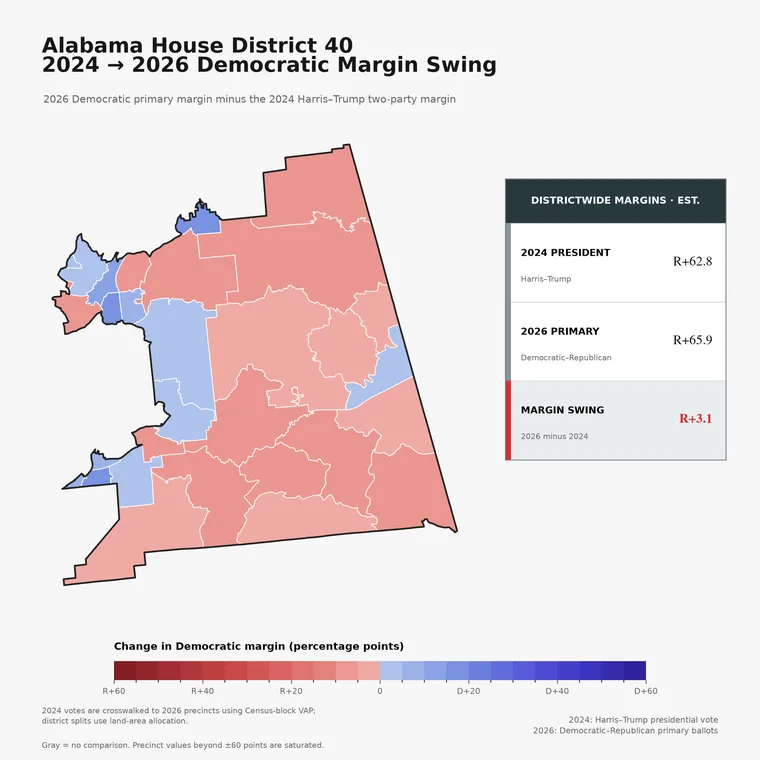 Alabama House District 40
2024 → 2026 Democratic Margin Swing
2026 Democratic primary margin minus the 2024 Harris–Trump two-party margin
DISTRICTWIDE MARGINS · EST.
2024 PRESIDENT
R+62.8
Harris–Trump
2026 PRIMARY
R+65.9
Democratic–Republican
MARGIN SWING
R+3.1
2026 minus 2024
Change in Democratic margin (percentage points)
R+60 R+40 R+20 0 D+20 D+40 D+60
2024 votes are crosswalked to 2026 precincts using Census-block VAP;
district splits use land-area allocation.
2024: Harris–Trump presidential vote
2026: Democratic–Republican primary ballots
Gray = no comparison. Precinct values beyond ±60 points are saturated.